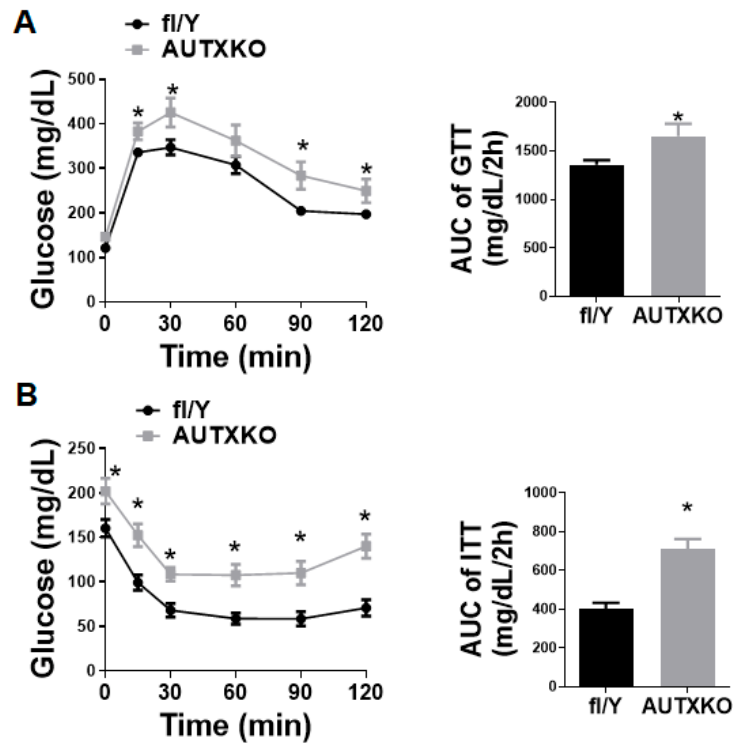 A
fl/Y
AUTXKO
Glucose (mg/dL)
500
400
300
200
100
0
*
*
*
*
0 30 60 90 120
Time (min)
AUC of GTT
(mg/dL/2h)
2000
1500
1000
500
0
*
fl/Y AUTXKO
B
fl/Y
AUTXKO
Glucose (mg/dL)
250
200
150
100
50
0
*
*
*
*
*
*
0 30 60 90 120
Time (min)
AUC of ITT
(mg/dL/2h)
1000
800
600
400
200
0
*
fl/Y AUTXKO